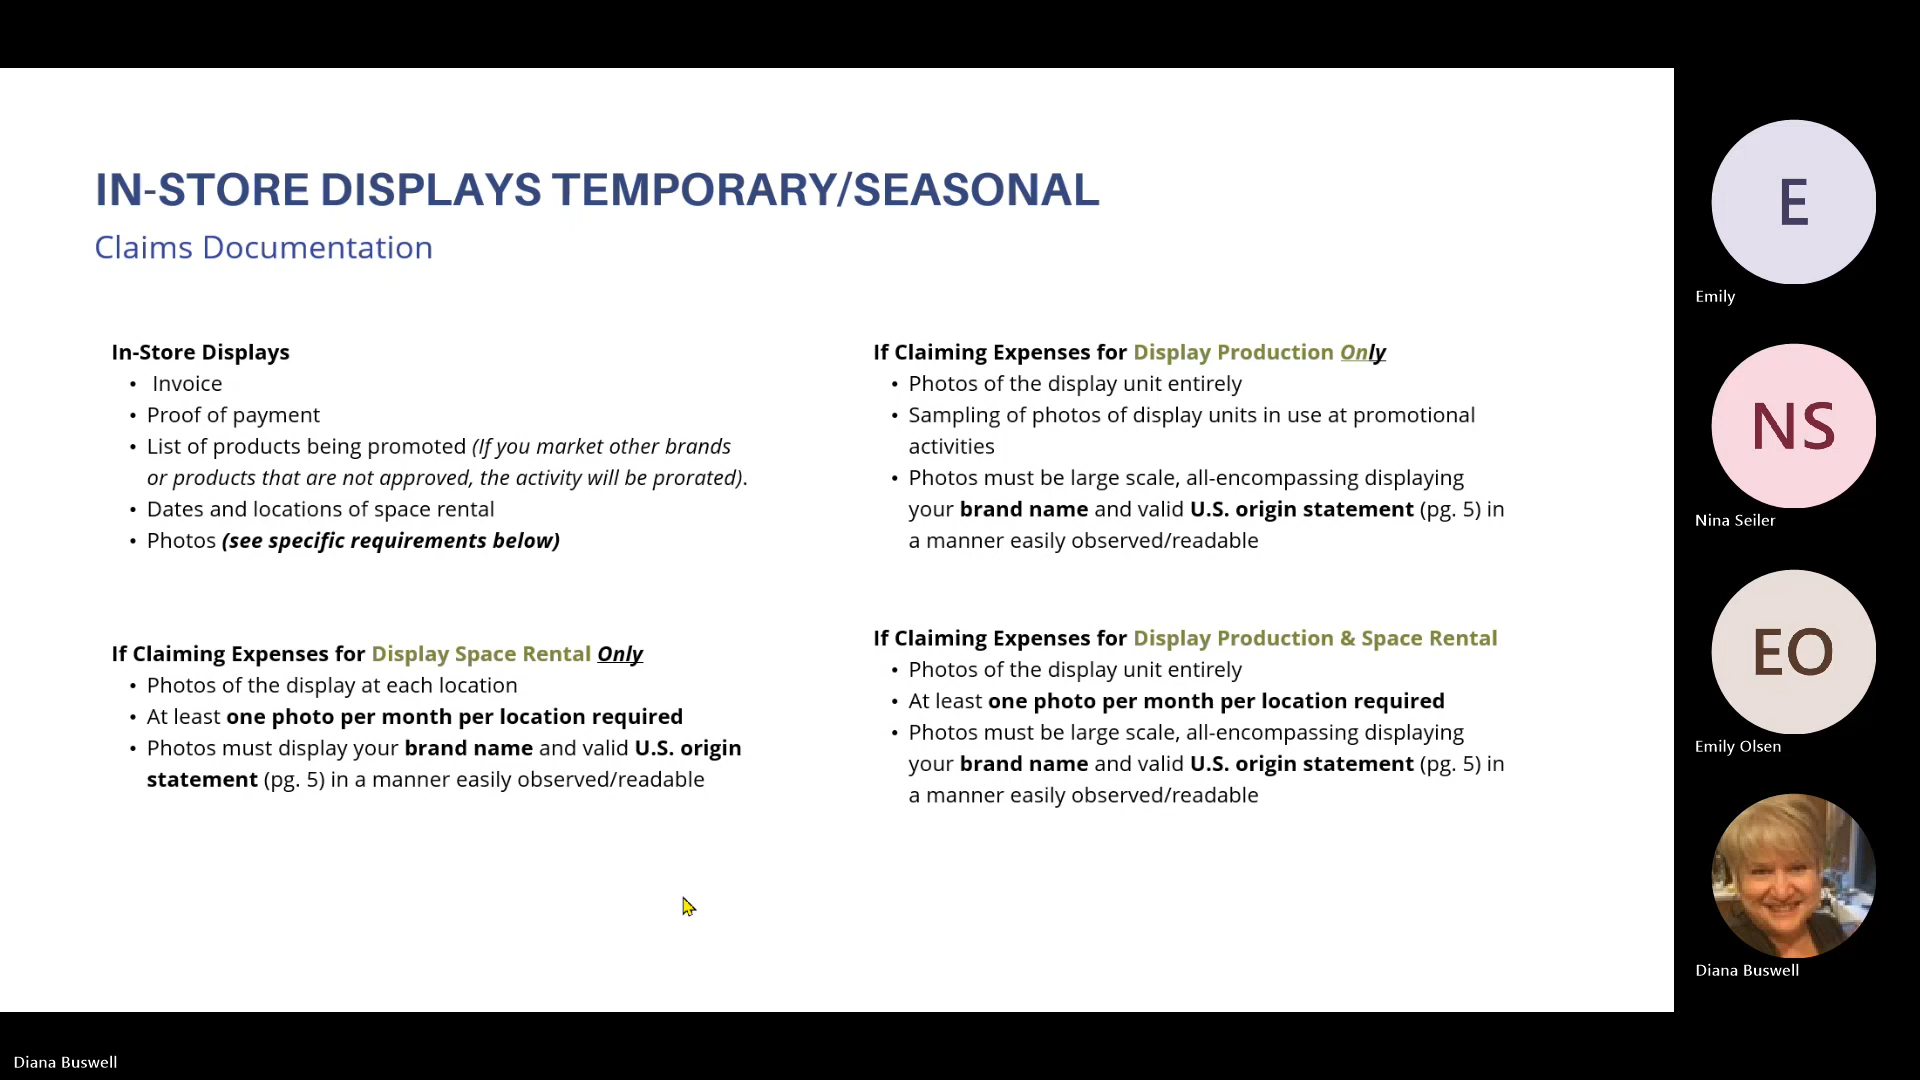 IN-STORE DISPLAYS TEMPORARY/SEASONAL
Claims Documentation
In-Store Displays
• Invoice
• Proof of payment
• List of products being promoted (If you market other brands
or products that are not approved, the activity will be prorated).
• Dates and locations of space rental
• Photos (see specific requirements below)
If Claiming Expenses for Display Space Rental Only
• Photos of the display at each location
• At least one photo per month per location required
• Photos must display your brand name and valid U.S. origin
statement (pg. 5) in a manner easily observed/readable
If Claiming Expenses for Display Production Only
• Photos of the display unit entirely
• Sampling of photos of display units in use at promotional
activities
• Photos must be large scale, all-encompassing displaying
your brand name and valid U.S. origin statement (pg. 5) in
a manner easily observed/readable
If Claiming Expenses for Display Production & Space Rental
• Photos of the display unit entirely
• At least one photo per month per location required
• Photos must be large scale, all-encompassing displaying
your brand name and valid U.S. origin statement (pg. 5) in
a manner easily observed/readable
E
Emily
NS
Nina Seiler
EO
Emily Olsen
Diana Buswell
Diana Buswell